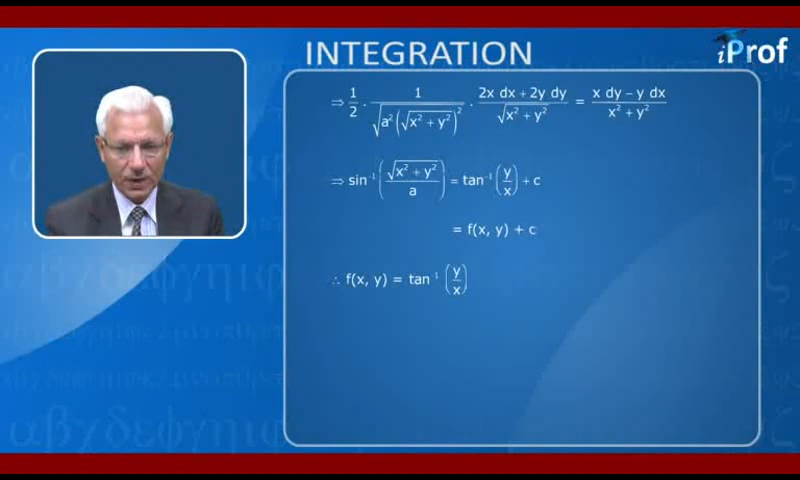 INTEGRATION
iProf
⇒ 1/2 · 1/√(a² (√(x² + y²))²) · (2x dx + 2y dy)/√(x² + y²) = (x dy − y dx)/(x² + y²)
⇒ sin⁻¹ (√(x² + y²)/a) = tan⁻¹ (y/x) + c
= f(x, y) + c
∴ f(x, y) = tan⁻¹ (y/x)